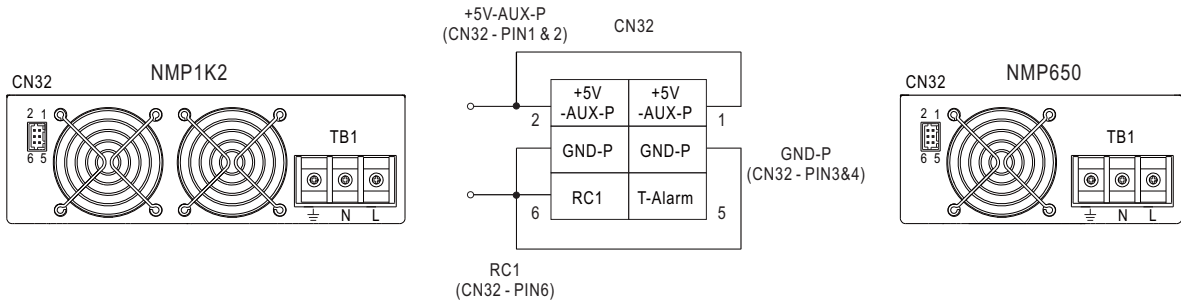 +5V-AUX-P
(CN32 - PIN1 & 2)
CN32
NMP1K2
CN32
2 1
6 5
TB1
N L
+5V
-AUX-P
+5V
-AUX-P
2
1
GND-P
GND-P
RC1
T-Alarm
6
5
GND-P
(CN32 - PIN3&4)
RC1
(CN32 - PIN6)
NMP650
CN32
2 1
6 5
TB1
N L